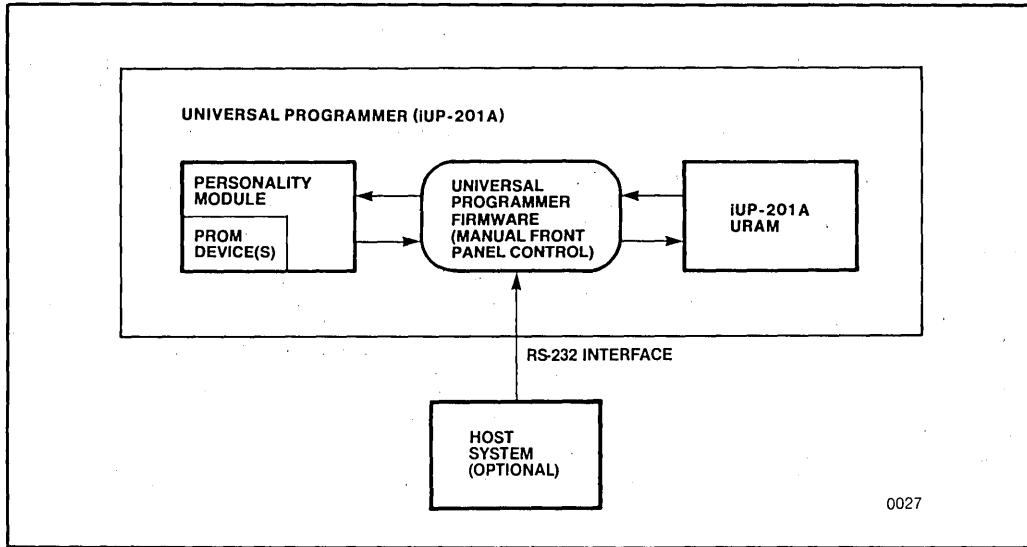 UNIVERSAL PROGRAMMER (iUP-201A)
PERSONALITY
MODULE
PROM
DEVICE(S)
UNIVERSAL
PROGRAMMER
FIRMWARE
(MANUAL FRONT
PANEL CONTROL)
iUP-201A
URAM
RS-232 INTERFACE
HOST
SYSTEM
(OPTIONAL)
0027